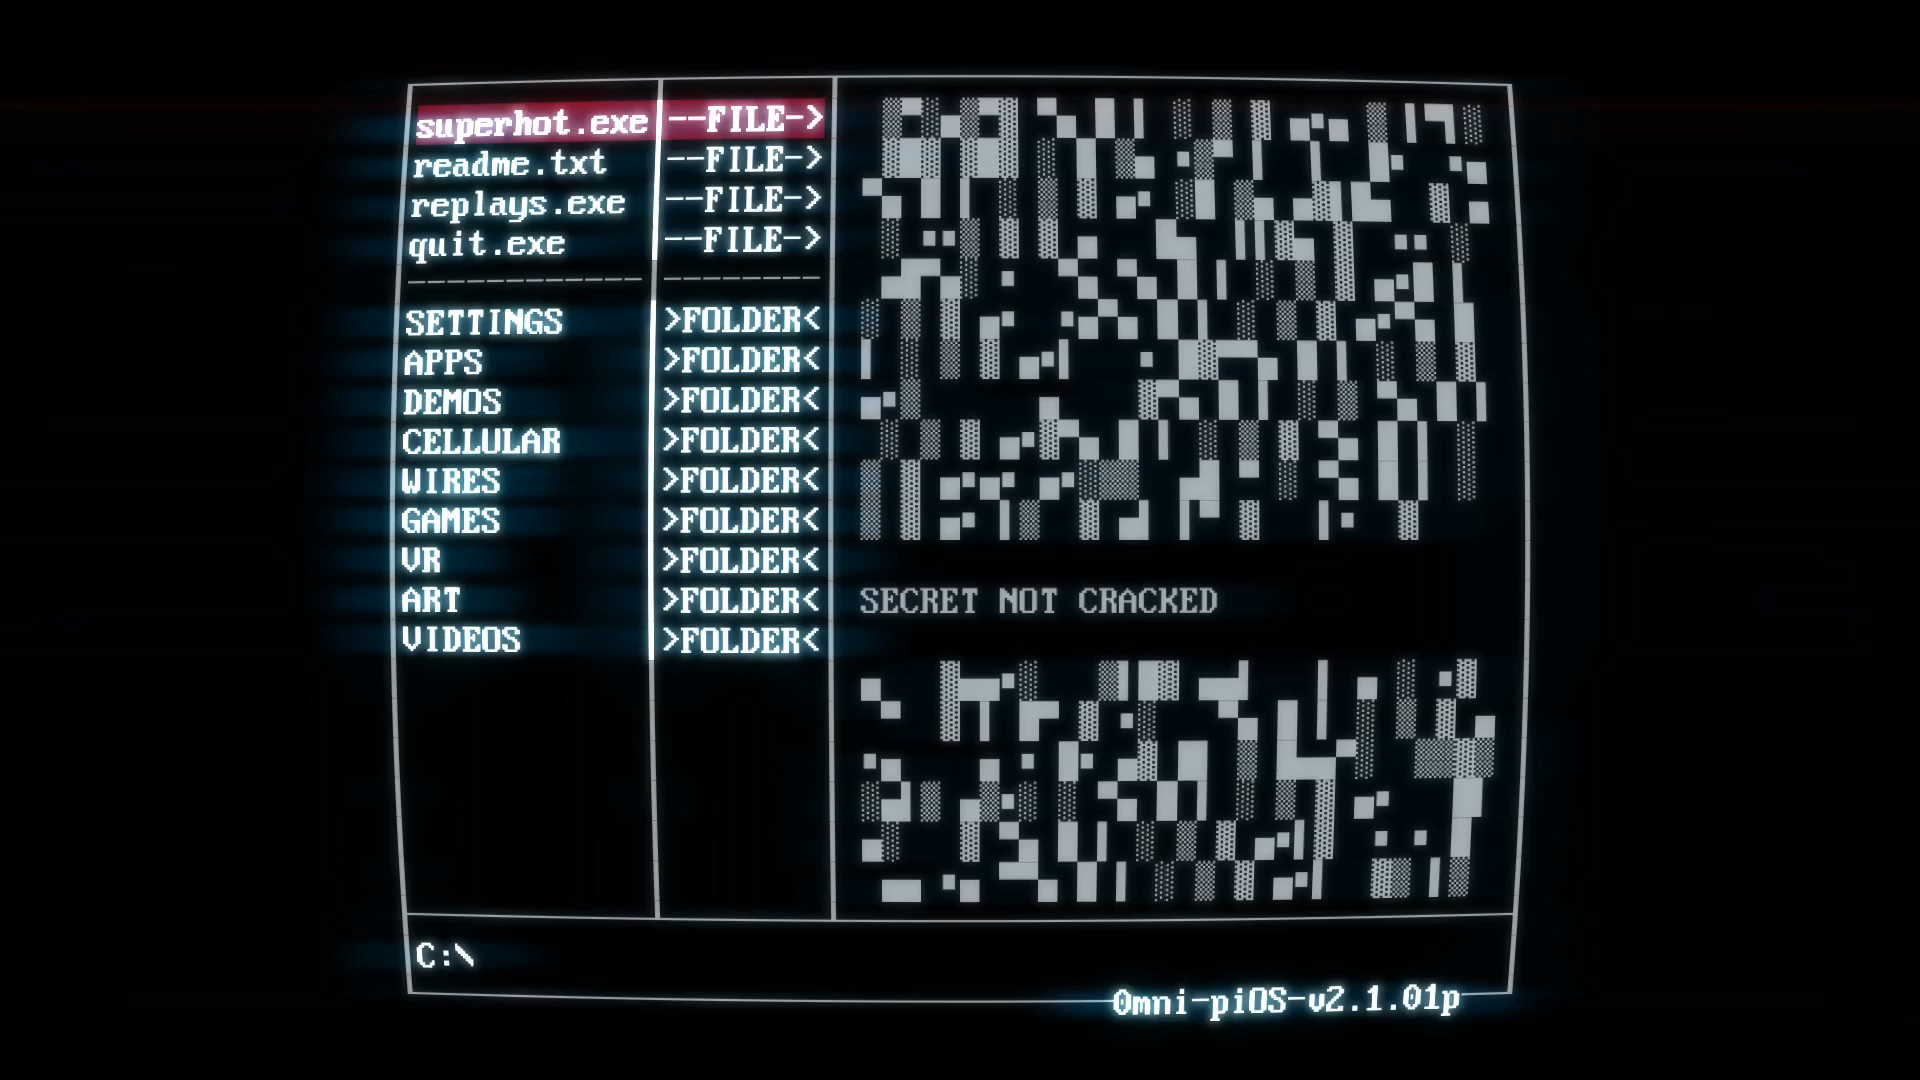 superhot.exe --FILE->
readme.txt --FILE->
replays.exe --FILE->
quit.exe --FILE->
------------ --------
SETTINGS >FOLDER<
APPS >FOLDER<
DEMOS >FOLDER<
CELLULAR >FOLDER<
WIRES >FOLDER<
GAMES >FOLDER<
VR >FOLDER<
ART >FOLDER<
VIDEOS >FOLDER<
SECRET NOT CRACKED
C:\
0mni-piOS-v2.1.01p